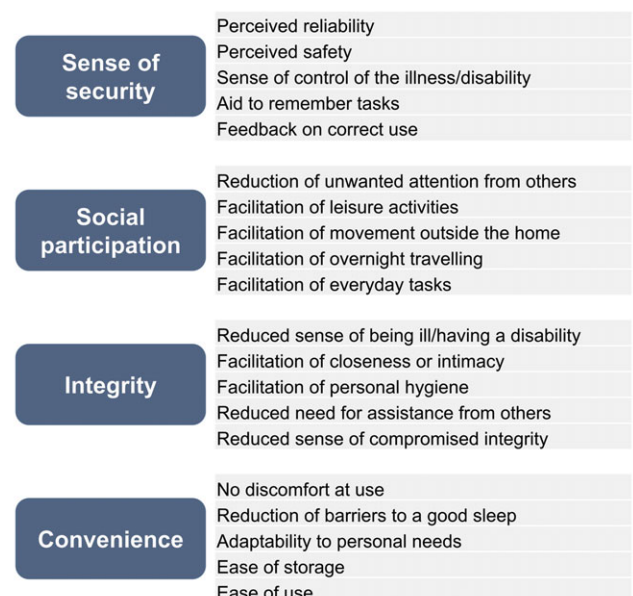 Sense of
security
Perceived reliability
Perceived safety
Sense of control of the illness/disability
Aid to remember tasks
Feedback on correct use
Social
participation
Reduction of unwanted attention from others
Facilitation of leisure activities
Facilitation of movement outside the home
Facilitation of overnight travelling
Facilitation of everyday tasks
Integrity
Reduced sense of being ill/having a disability
Facilitation of closeness or intimacy
Facilitation of personal hygiene
Reduced need for assistance from others
Reduced sense of compromised integrity
Convenience
No discomfort at use
Reduction of barriers to a good sleep
Adaptability to personal needs
Ease of storage
Ease of use